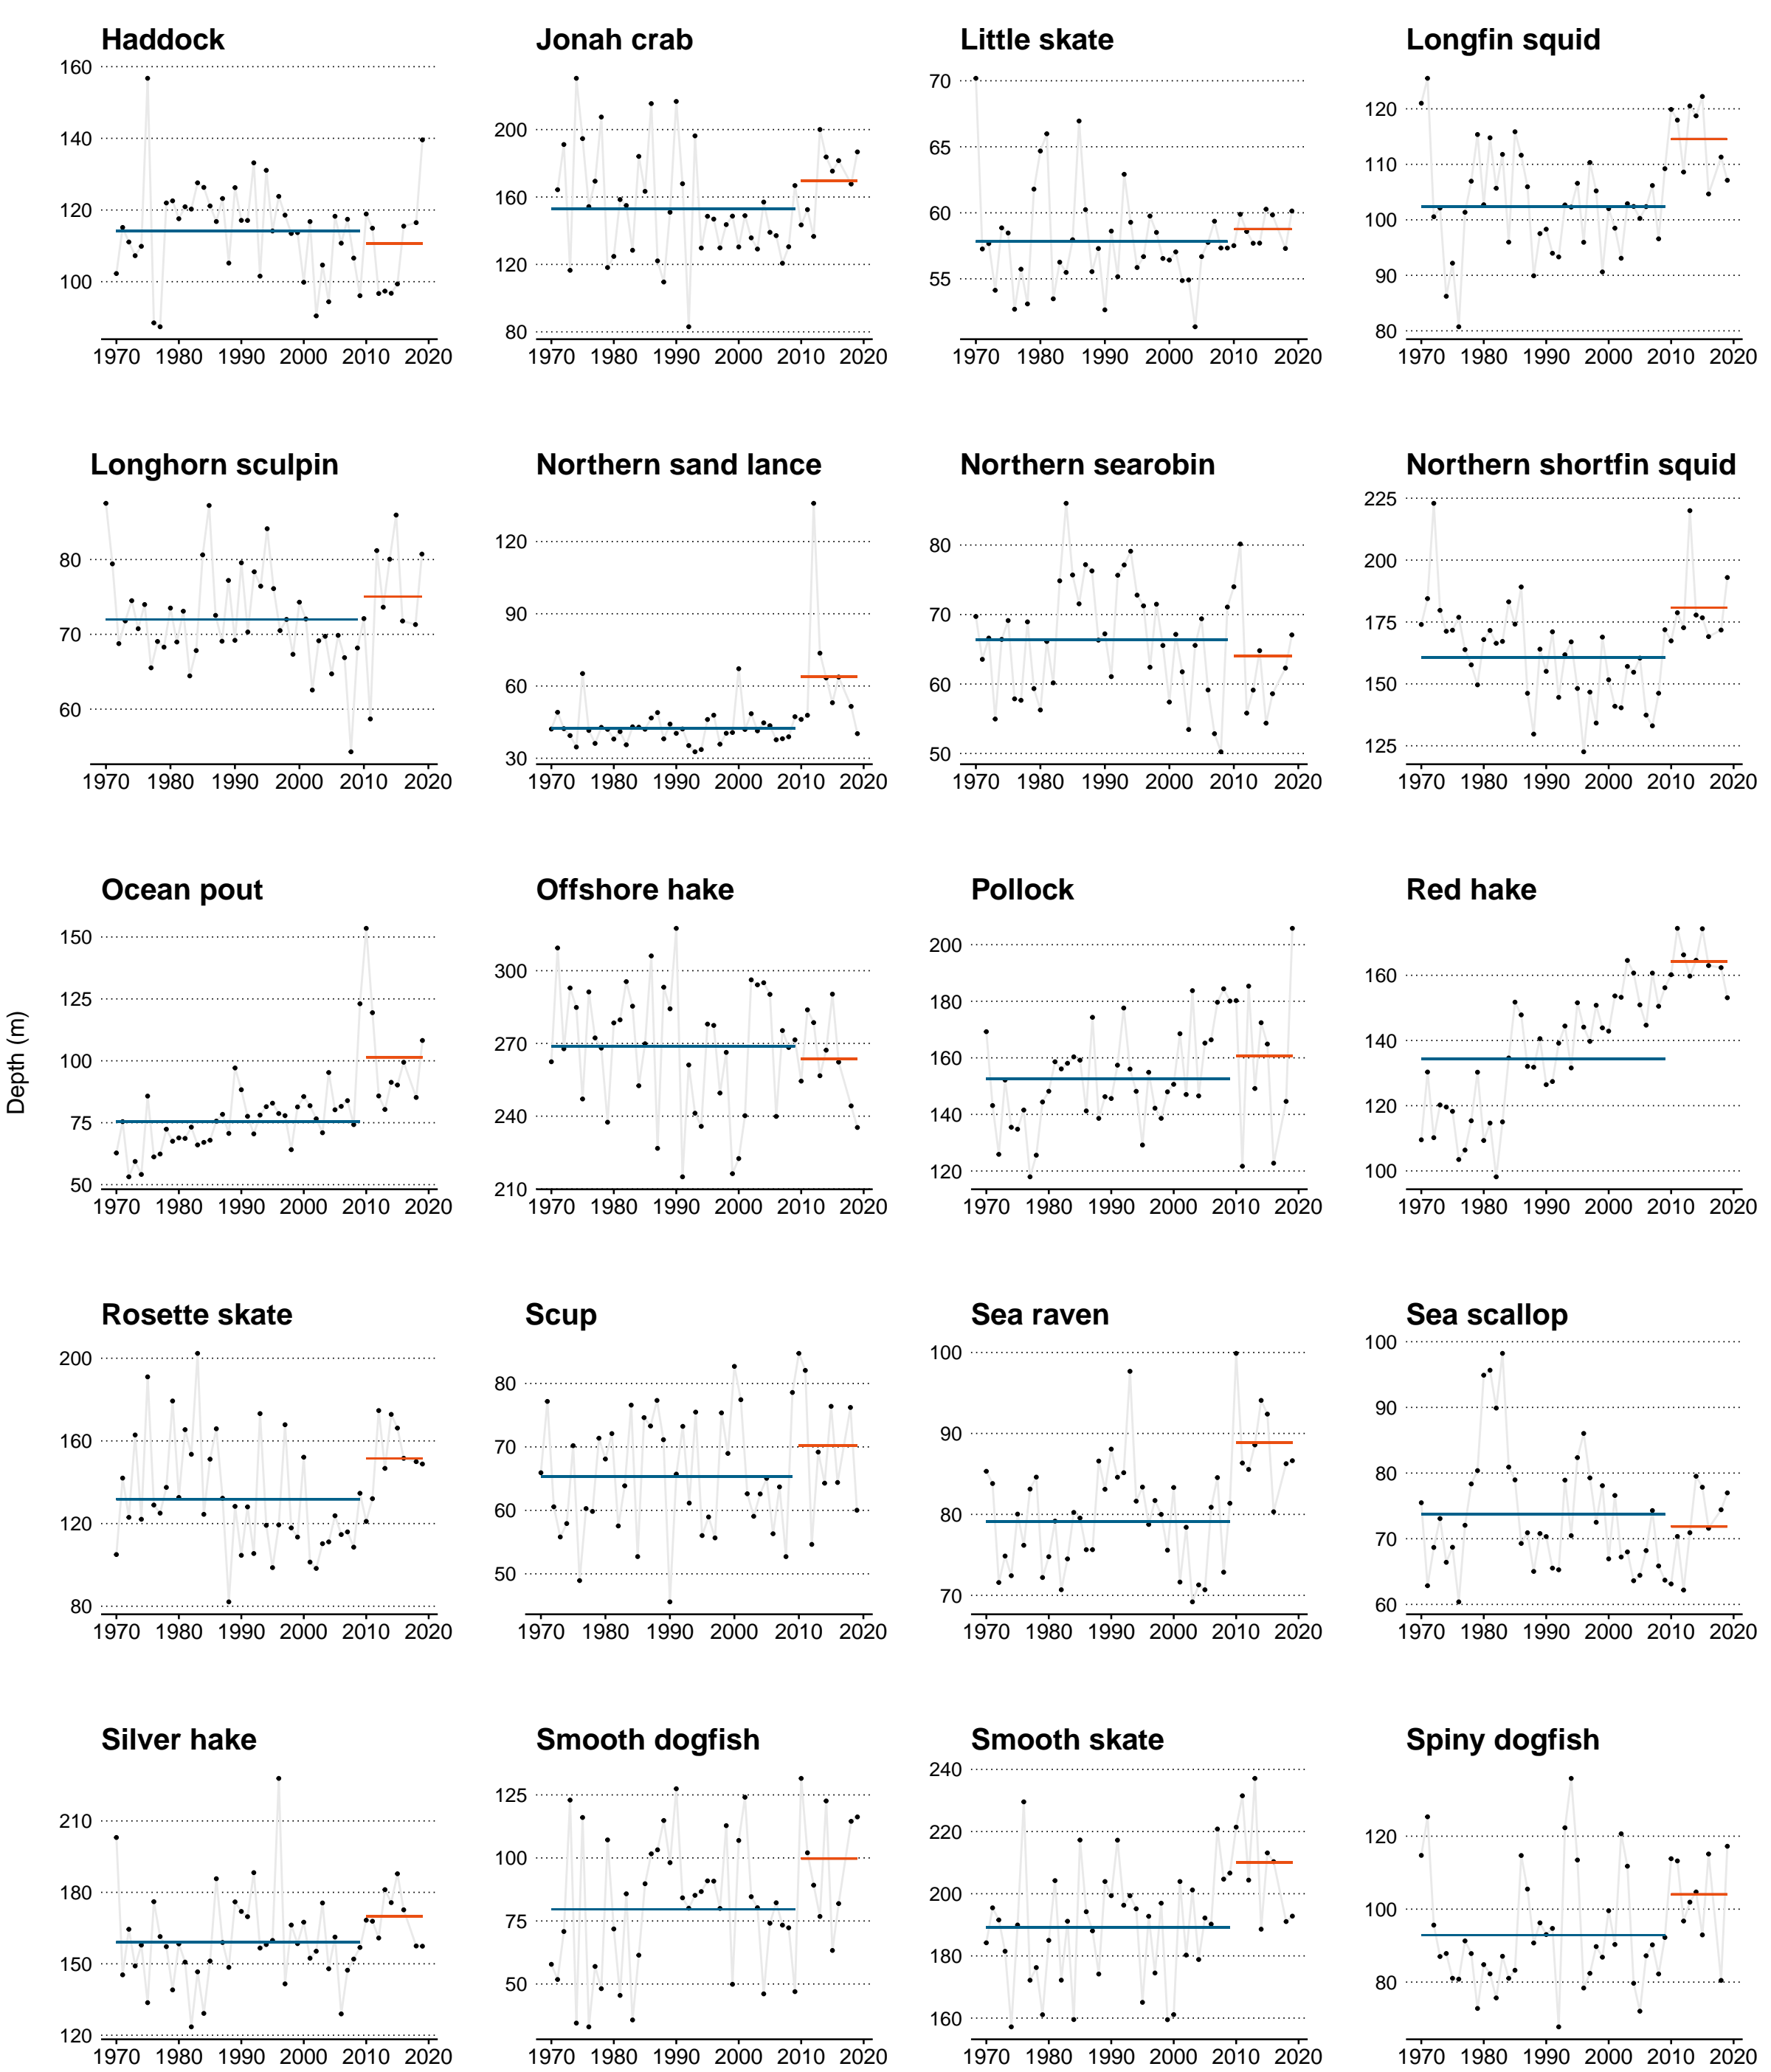 Depth (m)
Haddock
160
140
120
100
1970 1980 1990 2000 2010 2020
Jonah crab
200
160
120
80
1970 1980 1990 2000 2010 2020
Little skate
70
65
60
55
1970 1980 1990 2000 2010 2020
Longfin squid
120
110
100
90
80
1970 1980 1990 2000 2010 2020
Longhorn sculpin
80
70
60
1970 1980 1990 2000 2010 2020
Northern sand lance
120
90
60
30
1970 1980 1990 2000 2010 2020
Northern searobin
80
70
60
50
1970 1980 1990 2000 2010 2020
Northern shortfin squid
225
200
175
150
125
1970 1980 1990 2000 2010 2020
Ocean pout
150
125
100
75
50
1970 1980 1990 2000 2010 2020
Offshore hake
300
270
240
210
1970 1980 1990 2000 2010 2020
Pollock
200
180
160
140
120
1970 1980 1990 2000 2010 2020
Red hake
160
140
120
100
1970 1980 1990 2000 2010 2020
Rosette skate
200
160
120
80
1970 1980 1990 2000 2010 2020
Scup
80
70
60
50
1970 1980 1990 2000 2010 2020
Sea raven
100
90
80
70
1970 1980 1990 2000 2010 2020
Sea scallop
100
90
80
70
60
1970 1980 1990 2000 2010 2020
Silver hake
210
180
150
120
1970 1980 1990 2000 2010 2020
Smooth dogfish
125
100
75
50
1970 1980 1990 2000 2010 2020
Smooth skate
240
220
200
180
160
1970 1980 1990 2000 2010 2020
Spiny dogfish
120
100
80
1970 1980 1990 2000 2010 2020